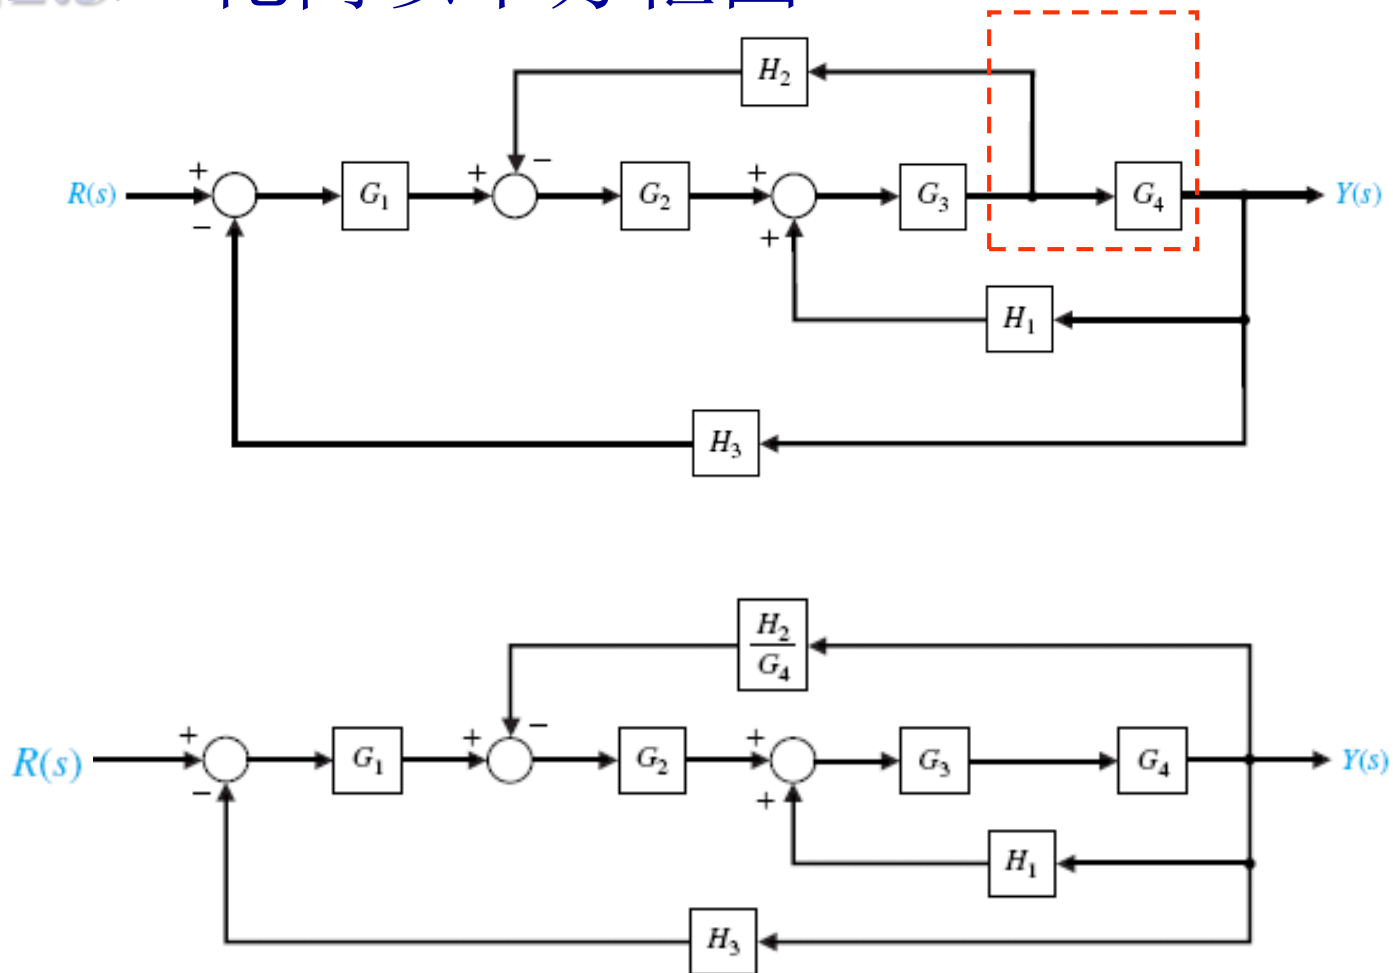 H₂
R(s) + − G₁ + − G₂ + + G₃ G₄ Y(s)
H₁
H₃
H₂
G₄
R(s) + − G₁ + − G₂ + + G₃ G₄ Y(s)
H₁
H₃